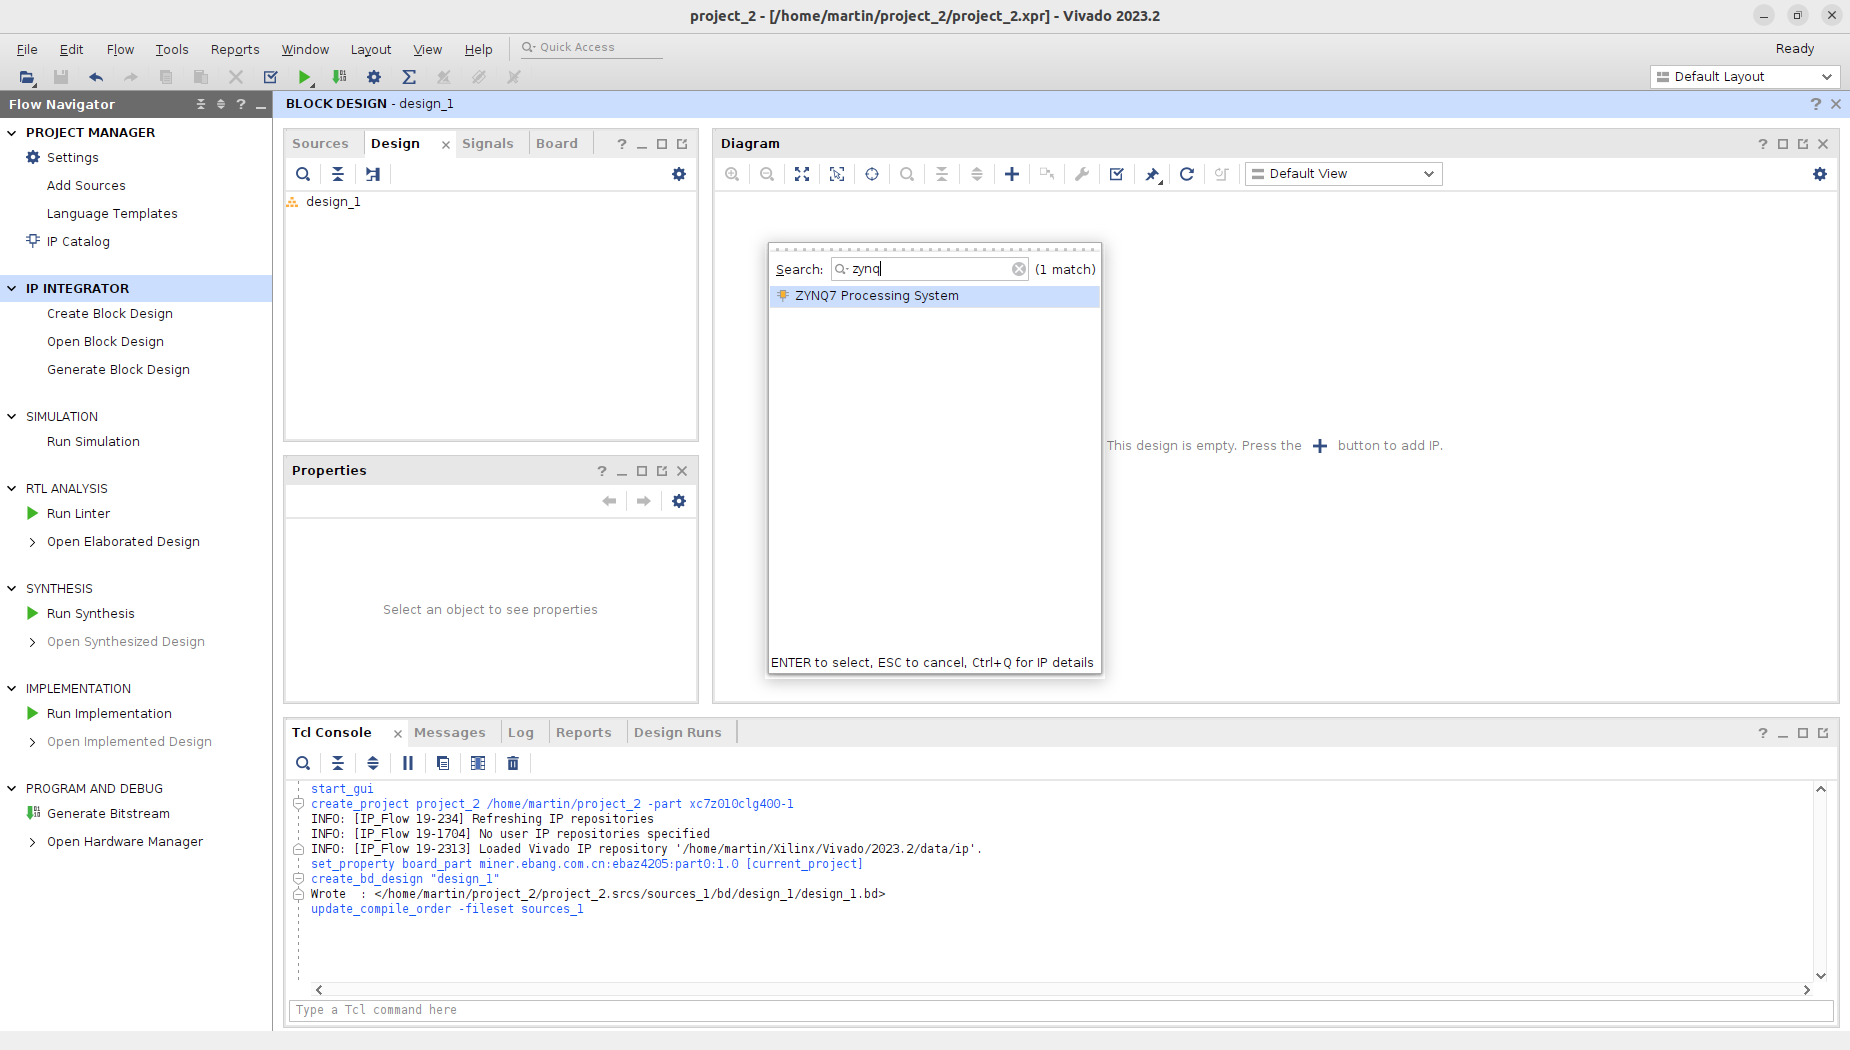 project_2 - [/home/martin/project_2/project_2.xpr] - Vivado 2023.2
File Edit Flow Tools Reports Window Layout View Help Quick Access Ready
Default Layout
Flow Navigator
PROJECT MANAGER
Settings
Add Sources
Language Templates
IP Catalog
IP INTEGRATOR
Create Block Design
Open Block Design
Generate Block Design
SIMULATION
Run Simulation
RTL ANALYSIS
Run Linter
Open Elaborated Design
SYNTHESIS
Run Synthesis
Open Synthesized Design
IMPLEMENTATION
Run Implementation
Open Implemented Design
PROGRAM AND DEBUG
Generate Bitstream
Open Hardware Manager
BLOCK DESIGN - design_1
Sources Design Signals Board
design_1
Properties
Select an object to see properties
Diagram
Default View
Search: zynq (1 match)
ZYNQ7 Processing System
ENTER to select, ESC to cancel, Ctrl+Q for IP details
This design is empty. Press the button to add IP.
Tcl Console Messages Log Reports Design Runs
start_gui
create_project project_2 /home/martin/project_2 -part xc7z010clg400-1
INFO: [IP_Flow 19-234] Refreshing IP repositories
INFO: [IP_Flow 19-1704] No user IP repositories specified
INFO: [IP_Flow 19-2313] Loaded Vivado IP repository '/home/martin/Xilinx/Vivado/2023.2/data/ip'.
set_property board_part miner.ebang.com.cn:ebaz4205:part0:1.0 [current_project]
create_bd_design "design_1"
Wrote : </home/martin/project_2/project_2.srcs/sources_1/bd/design_1/design_1.bd>
update_compile_order -fileset sources_1
Type a Tcl command here